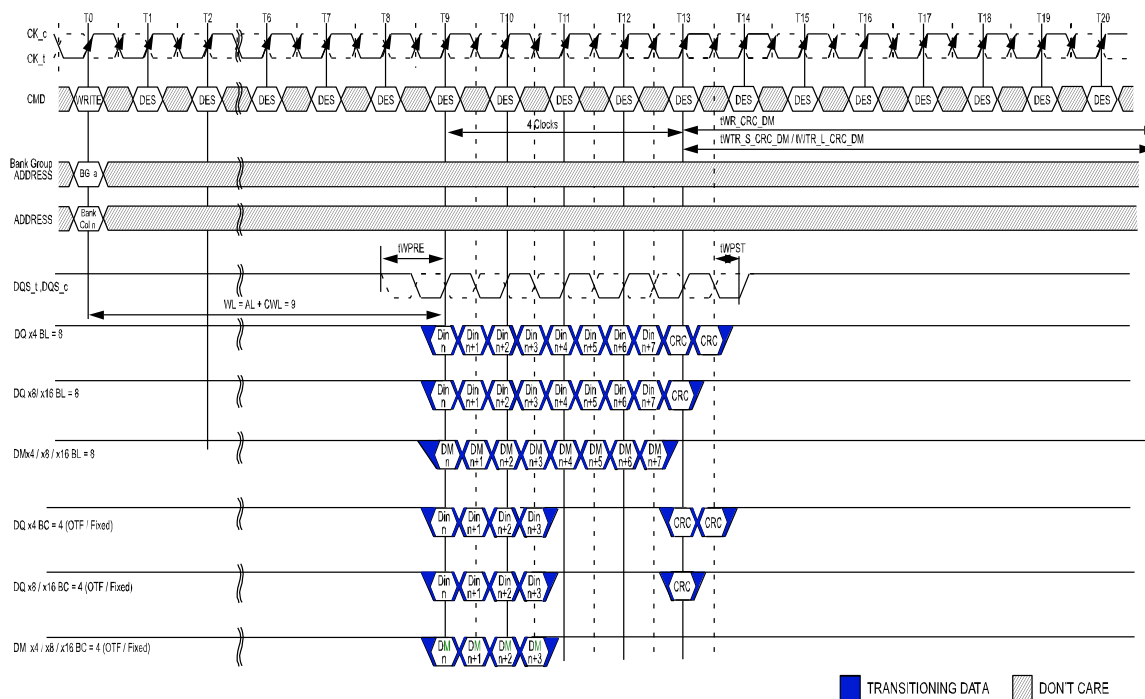 T0 T1 T2 T6 T7 T8 T9 T10 T11 T12 T13 T14 T15 T16 T17 T18 T19 T20
CK_c
CK_t
CMD WRITE DES DES DES DES DES DES DES DES DES DES DES DES DES DES DES DES DES
4 Clocks
tWR_CRC_DM
tWTR_S_CRC_DM / tWTR_L_CRC_DM
Bank Group
ADDRESS BG a
ADDRESS Bank
Col n
tWPRE tWPST
DQS_t ,DQS_c
WL = AL + CWL = 9
DQ x4 BL = 8 Din n Din n+1 Din n+2 Din n+3 Din n+4 Din n+5 Din n+6 Din n+7 CRC CRC
DQ x8/ x16 BL = 8 Din n Din n+1 Din n+2 Din n+3 Din n+4 Din n+5 Din n+6 Din n+7 CRC
DMx4 / x8 / x16 BL = 8 DM n DM n+1 DM n+2 DM n+3 DM n+4 DM n+5 DM n+6 DM n+7
DQ x4 BC = 4 (OTF / Fixed) Din n Din n+1 Din n+2 Din n+3 CRC CRC
DQ x8 / x16 BC = 4 (OTF / Fixed) Din n Din n+1 Din n+2 Din n+3 CRC
DM x4 / x8 / x16 BC = 4 (OTF / Fixed) DM n DM n+1 DM n+2 DM n+3
TRANSITIONING DATA DON'T CARE